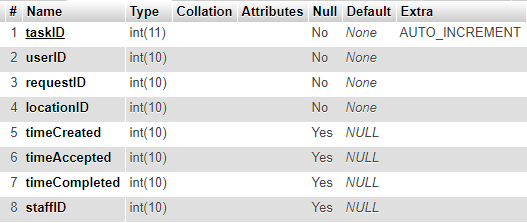 # Name Type Collation Attributes Null Default Extra
1 taskID int(11) No None AUTO_INCREMENT
2 userID int(10) No None
3 requestID int(10) No None
4 locationID int(10) No None
5 timeCreated int(10) Yes NULL
6 timeAccepted int(10) Yes NULL
7 timeCompleted int(10) Yes NULL
8 staffID int(10) Yes NULL